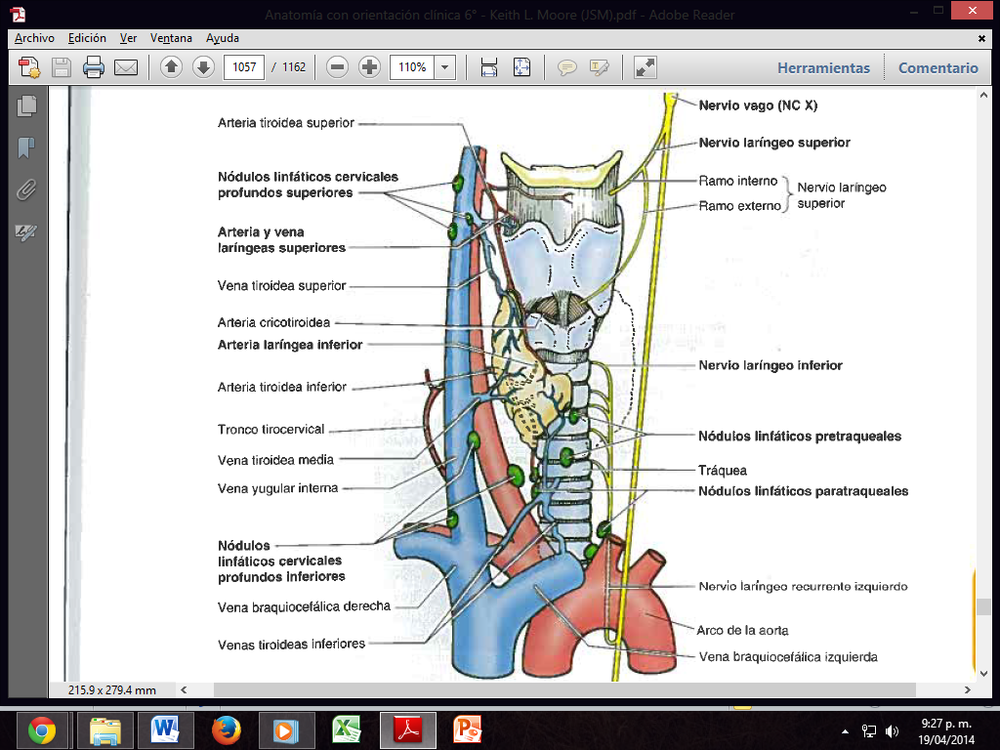 Anatomía con orientación clínica 6° - Keith L. Moore (JSM).pdf - Adobe Reader
Archivo Edición Ver Ventana Ayuda
1057 / 1162 110% Herramientas Comentario
Arteria tiroidea superior
Nódulos linfáticos cervicales
profundos superiores
Arteria y vena
laríngeas superiores
Vena tiroidea superior
Arteria cricotiroidea
Arteria laríngea inferior
Arteria tiroidea inferior
Tronco tirocervical
Vena tiroidea media
Vena yugular interna
Nódulos
linfáticos cervicales
profundos inferiores
Vena braquiocefálica derecha
Venas tiroideas inferiores
Nervio vago (NC X)
Nervio laríngeo superior
Ramo interno
Ramo externo
Nervio laríngeo
superior
Nervio laríngeo inferior
Nódulos linfáticos pretraqueales
Tráquea
Nódulos linfáticos paratraqueales
Nervio laríngeo recurrente izquierdo
Arco de la aorta
Vena braquiocefálica izquierda
215.9 x 279.4 mm
9:27 p. m.
19/04/2014